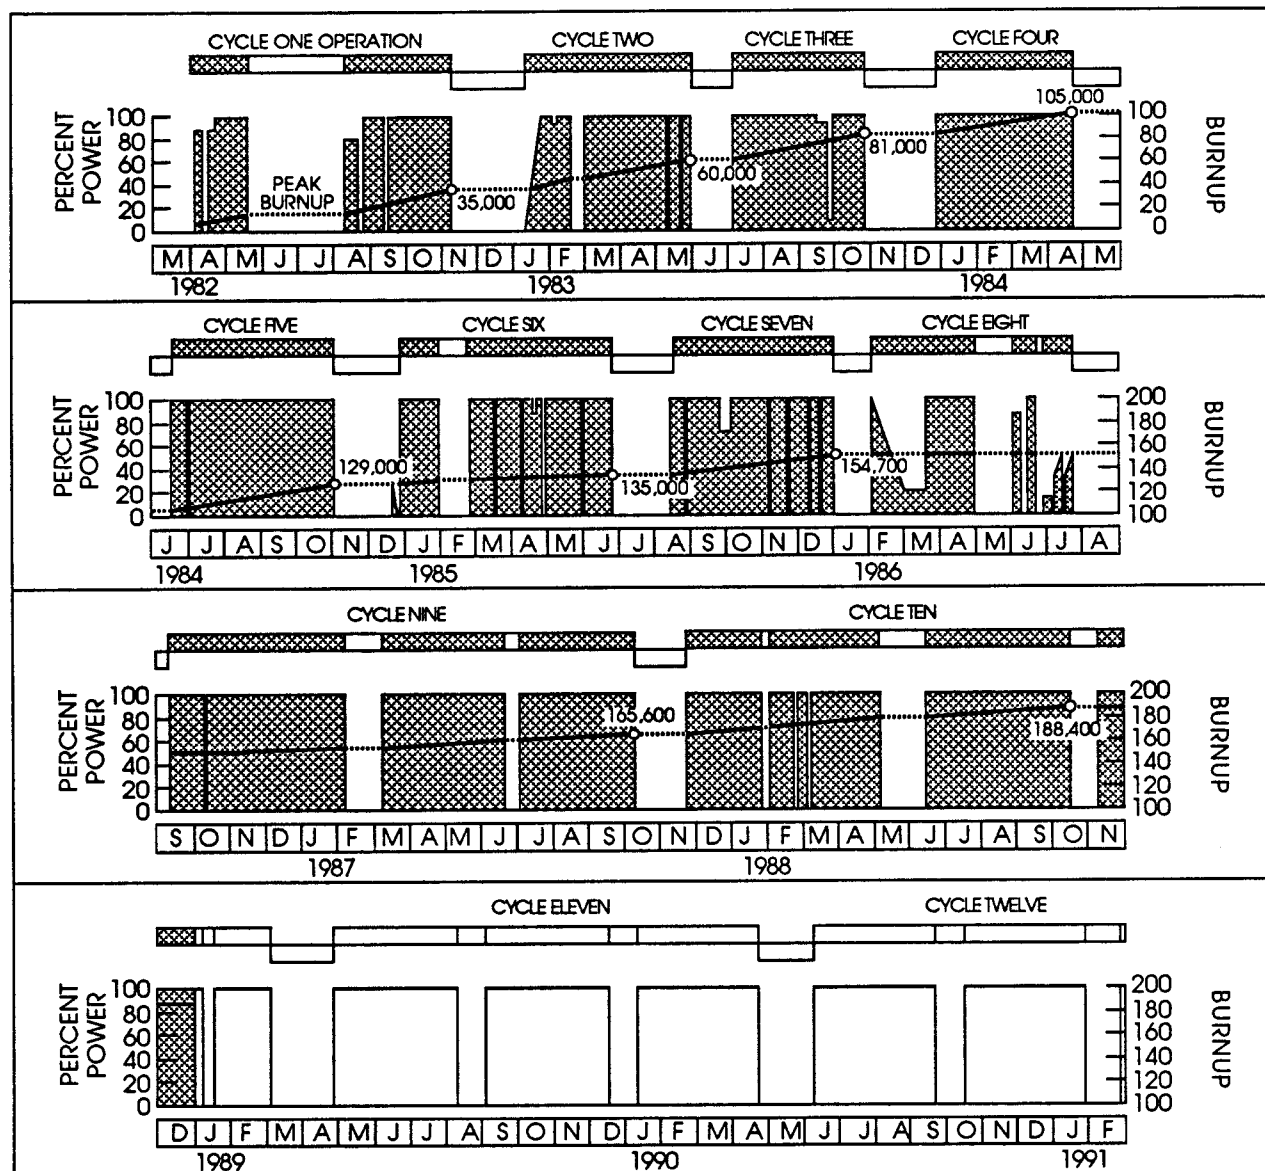 CYCLE ONE OPERATION CYCLE TWO CYCLE THREE CYCLE FOUR
105,000
PERCENT POWER
100
80
60
40
20
0
PEAK BURNUP
35,000
60,000
81,000
100
80
60
40
20
0
BURNUP
M A M J J A S O N D J F M A M J J A S O N D J F M A M
1982 1983 1984
CYCLE FIVE CYCLE SIX CYCLE SEVEN CYCLE EIGHT
PERCENT POWER
100
80
60
40
20
0
129,000
135,000
154,700
200
180
160
140
120
100
BURNUP
J J A S O N D J F M A M J J A S O N D J F M A M J J A
1984 1985 1986
CYCLE NINE CYCLE TEN
PERCENT POWER
100
80
60
40
20
0
165,600
188,400
200
180
160
140
120
100
BURNUP
S O N D J F M A M J J A S O N D J F M A M J J A S O N
1987 1988
CYCLE ELEVEN CYCLE TWELVE
PERCENT POWER
100
80
60
40
20
0
200
180
160
140
120
100
BURNUP
D J F M A M J J A S O N D J F M A M J J A S O N D J F
1989 1990 1991